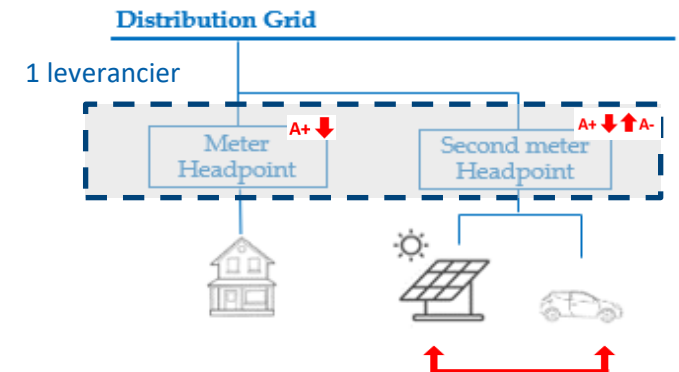 Distribution Grid
1 leverancier
A+
Meter
Headpoint
A+ A-
Second meter
Headpoint